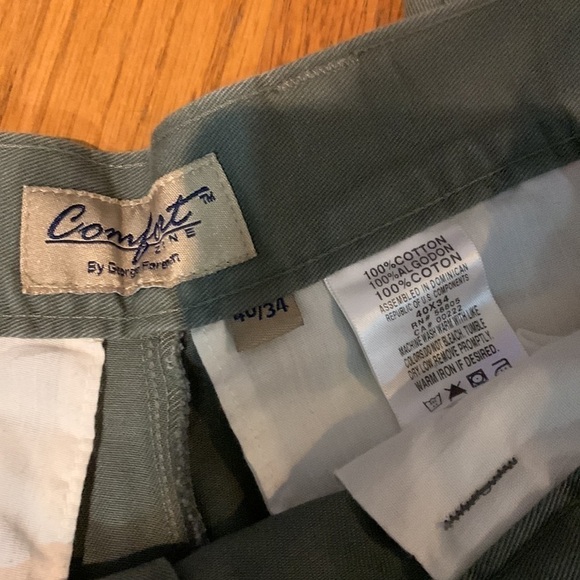 Comfort™
ZONE
By George Foreman
40/34
100% COTTON
100% ALGODON
100% COTON
ASSEMBLED IN DOMINICAN
REPUBLIC OF U.S. COMPONENTS
40X34
RN# 56805
CA# 00222
MACHINE WASH WARM WITH LIKE
COLORS.DO NOT BLEACH.TUMBLE
DRY LOW. REMOVE PROMPTLY.
WARM IRON IF DESIRED.